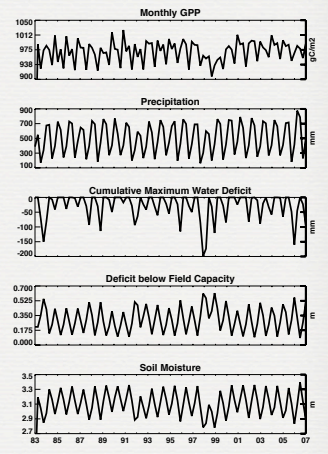 Monthly GPP
1050
1012
975
938
900
gC/m2
Precipitation
900
700
500
300
100
mm
Cumulative Maximum Water Deficit
0
-50
-100
-150
-200
mm
Deficit below Field Capacity
0.700
0.525
0.350
0.175
0.000
m
Soil Moisture
3.5
3.3
3.1
2.9
2.7
m
83 85 87 89 91 93 95 97 99 01 03 05 07